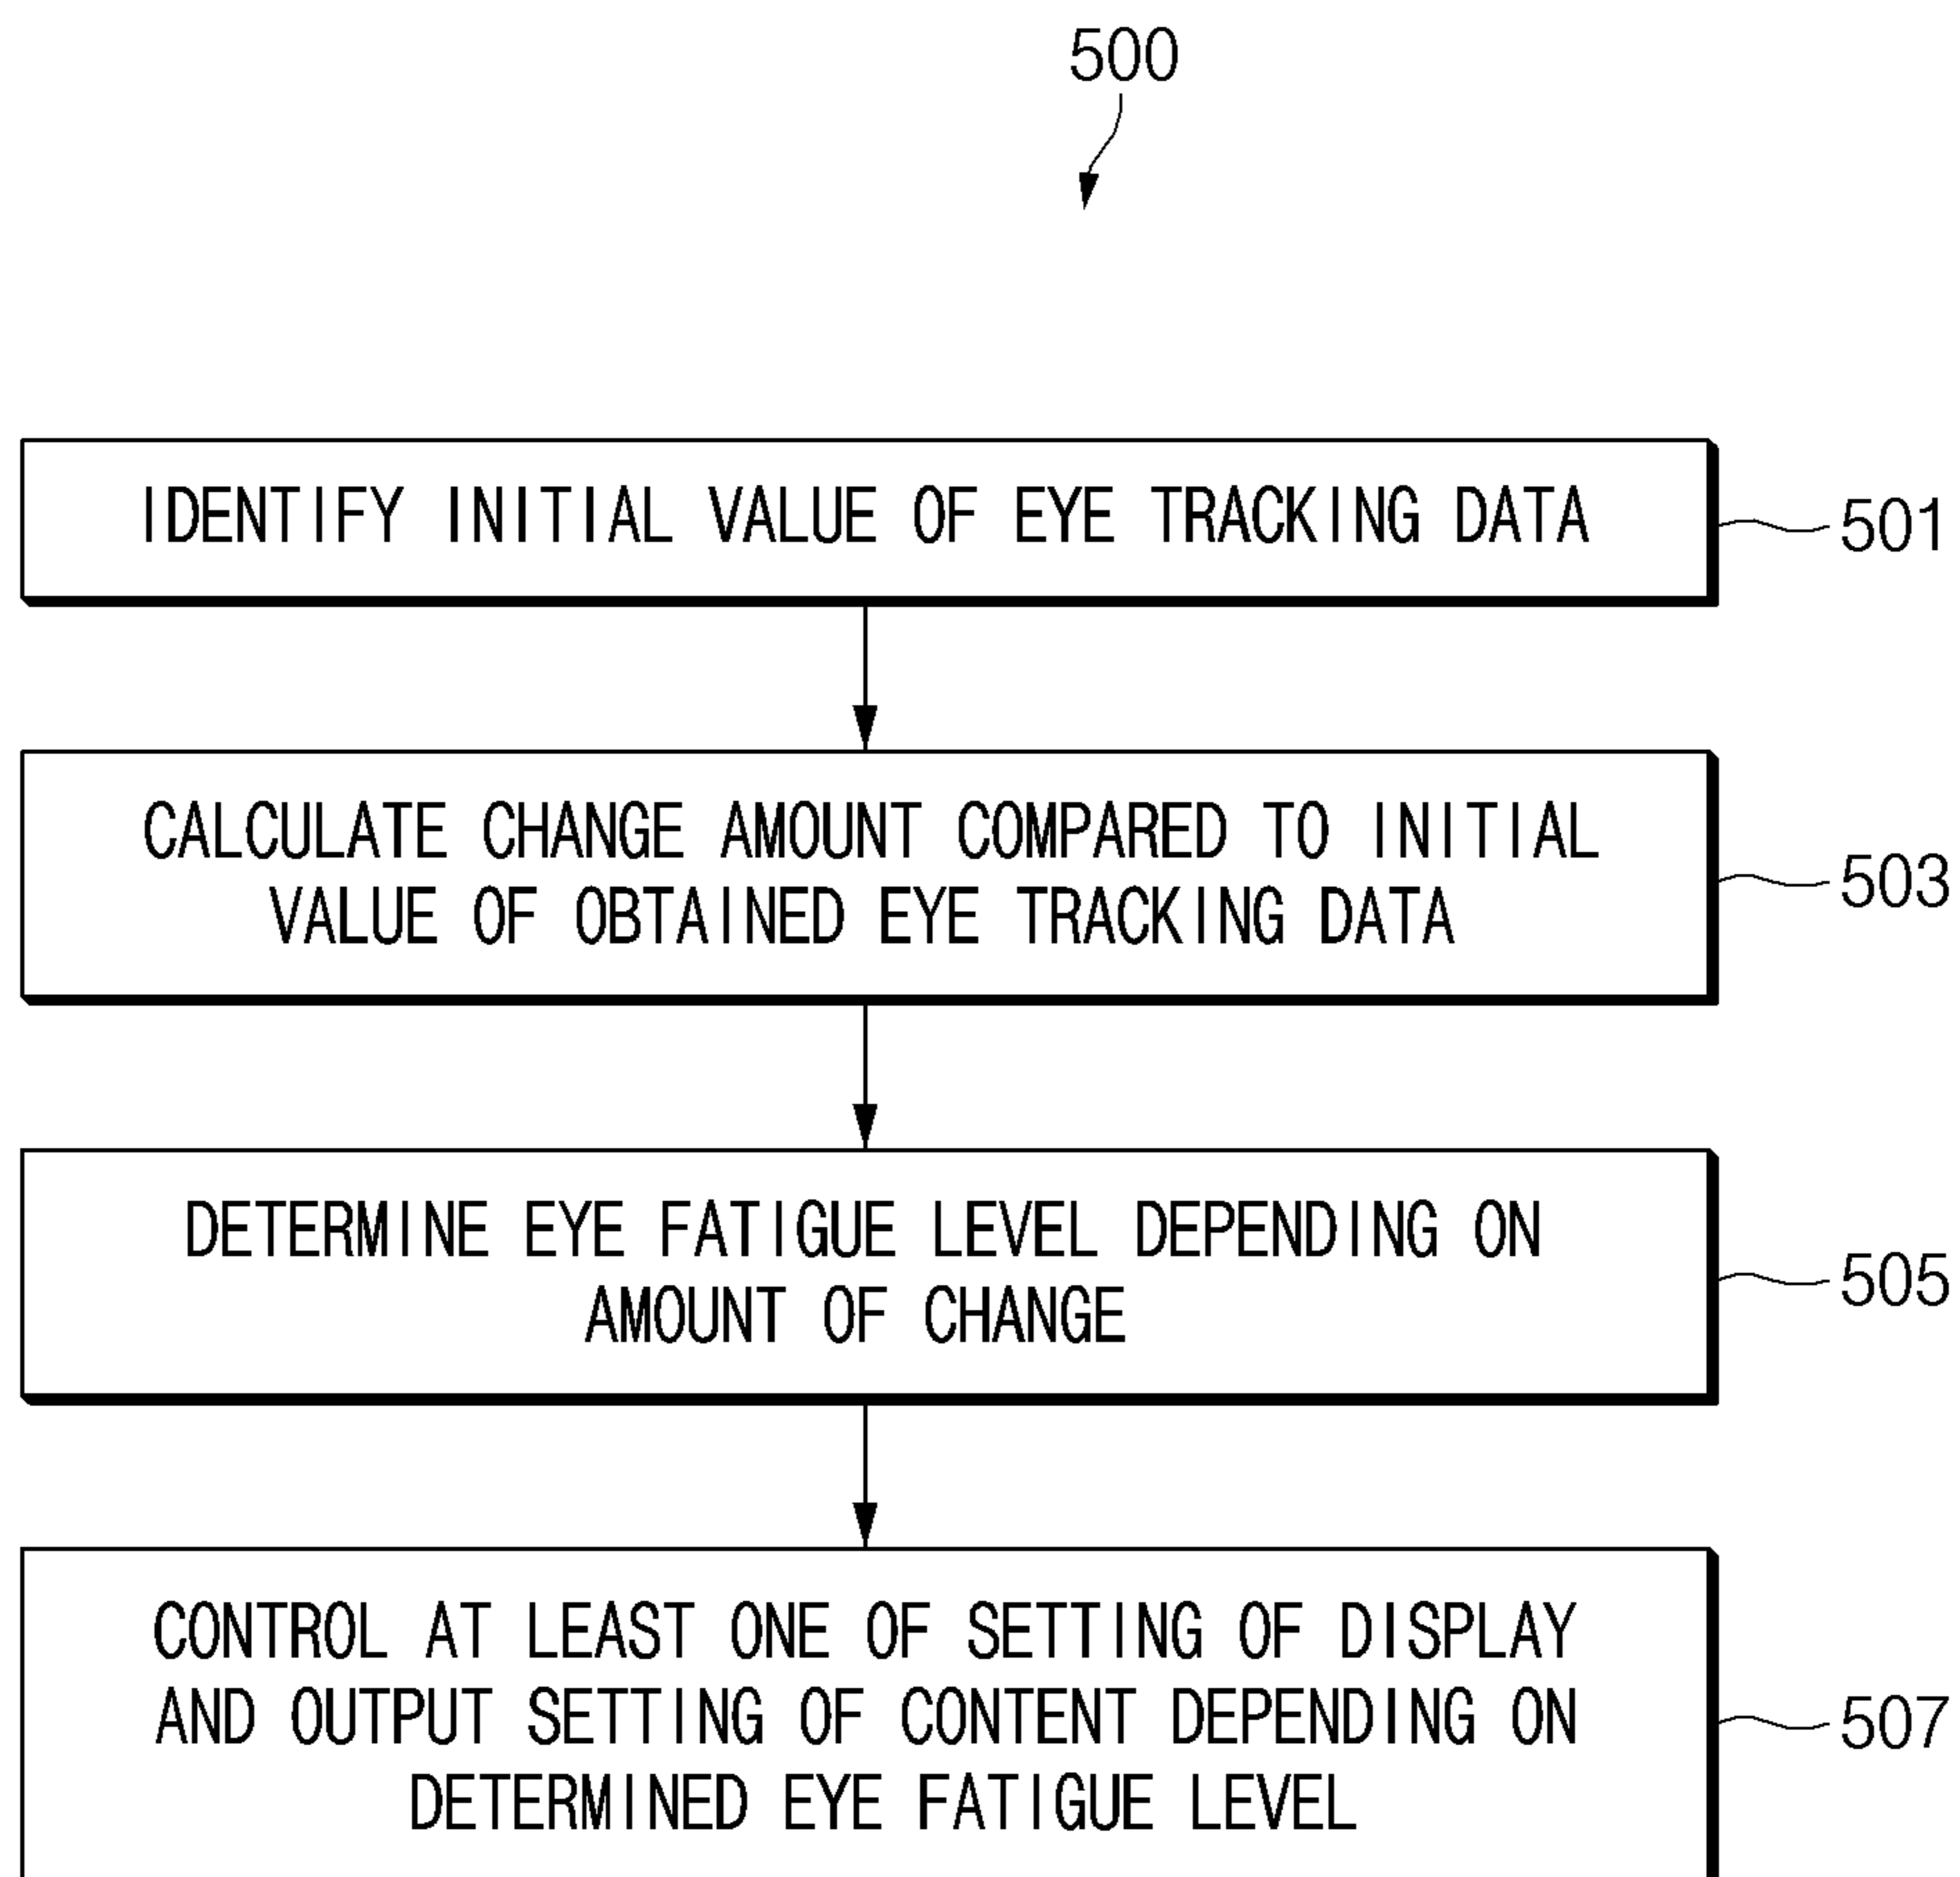 500
IDENTIFY INITIAL VALUE OF EYE TRACKING DATA
501
CALCULATE CHANGE AMOUNT COMPARED TO INITIAL
VALUE OF OBTAINED EYE TRACKING DATA
503
DETERMINE EYE FATIGUE LEVEL DEPENDING ON
AMOUNT OF CHANGE
505
CONTROL AT LEAST ONE OF SETTING OF DISPLAY
AND OUTPUT SETTING OF CONTENT DEPENDING ON
DETERMINED EYE FATIGUE LEVEL
507